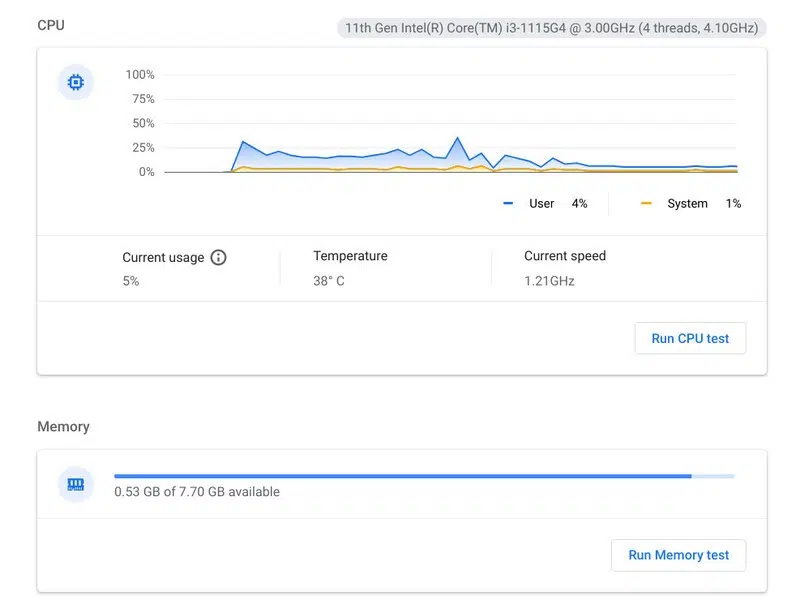 CPU
11th Gen Intel(R) Core(TM) i3-1115G4 @ 3.00GHz (4 threads, 4.10GHz)
100%
75%
50%
25%
0%
User 4% System 1%
Current usage Temperature Current speed
5% 38° C 1.21GHz
Run CPU test
Memory
0.53 GB of 7.70 GB available
Run Memory test